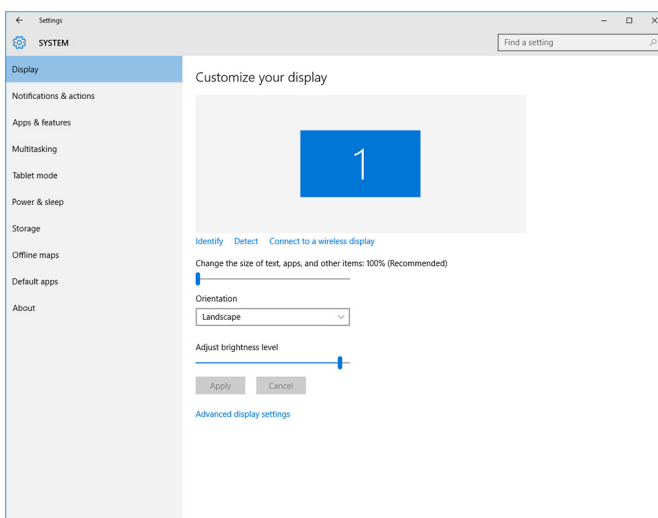 Settings
SYSTEM
Find a setting
Display
Notifications & actions
Apps & features
Multitasking
Tablet mode
Power & sleep
Storage
Offline maps
Default apps
About
Customize your display
1
Identify Detect Connect to a wireless display
Change the size of text, apps, and other items: 100% (Recommended)
Orientation
Landscape
Adjust brightness level
Apply Cancel
Advanced display settings